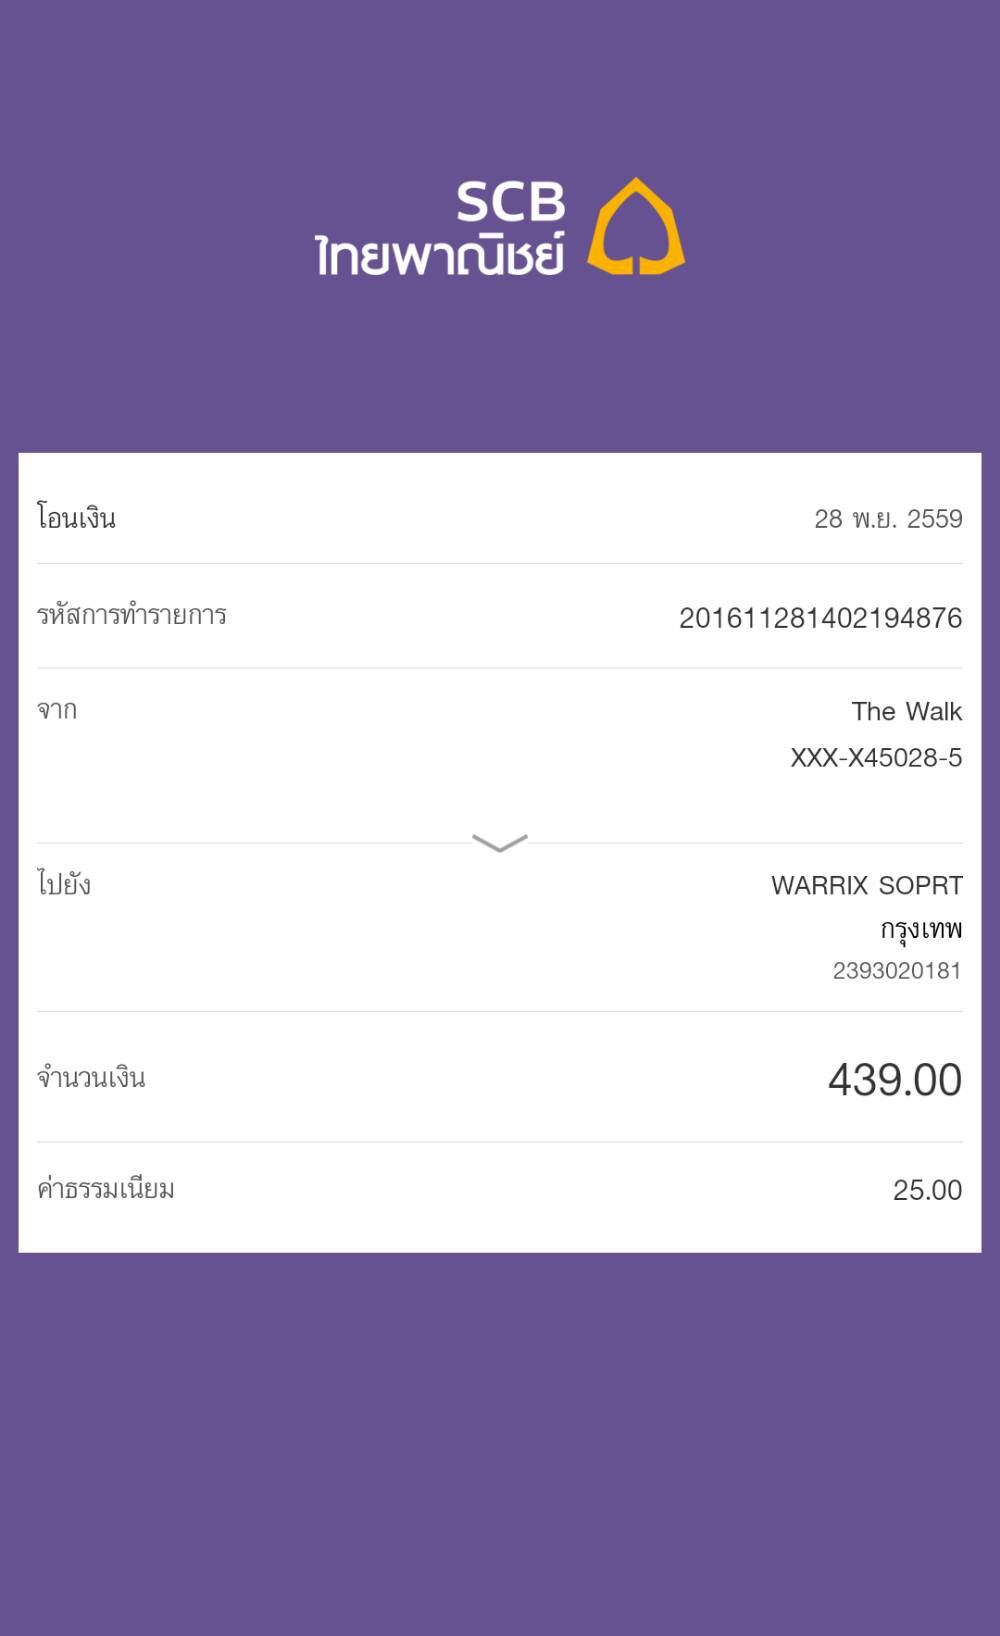 SCB
ไทยพาณิชย์
โอนเงิน 28 พ.ย. 2559
รหัสการทำรายการ 201611281402194876
จาก The Walk
XXX-X45028-5
ไปยัง WARRIX SOPRT
กรุงเทพ
2393020181
จำนวนเงิน 439.00
ค่าธรรมเนียม 25.00